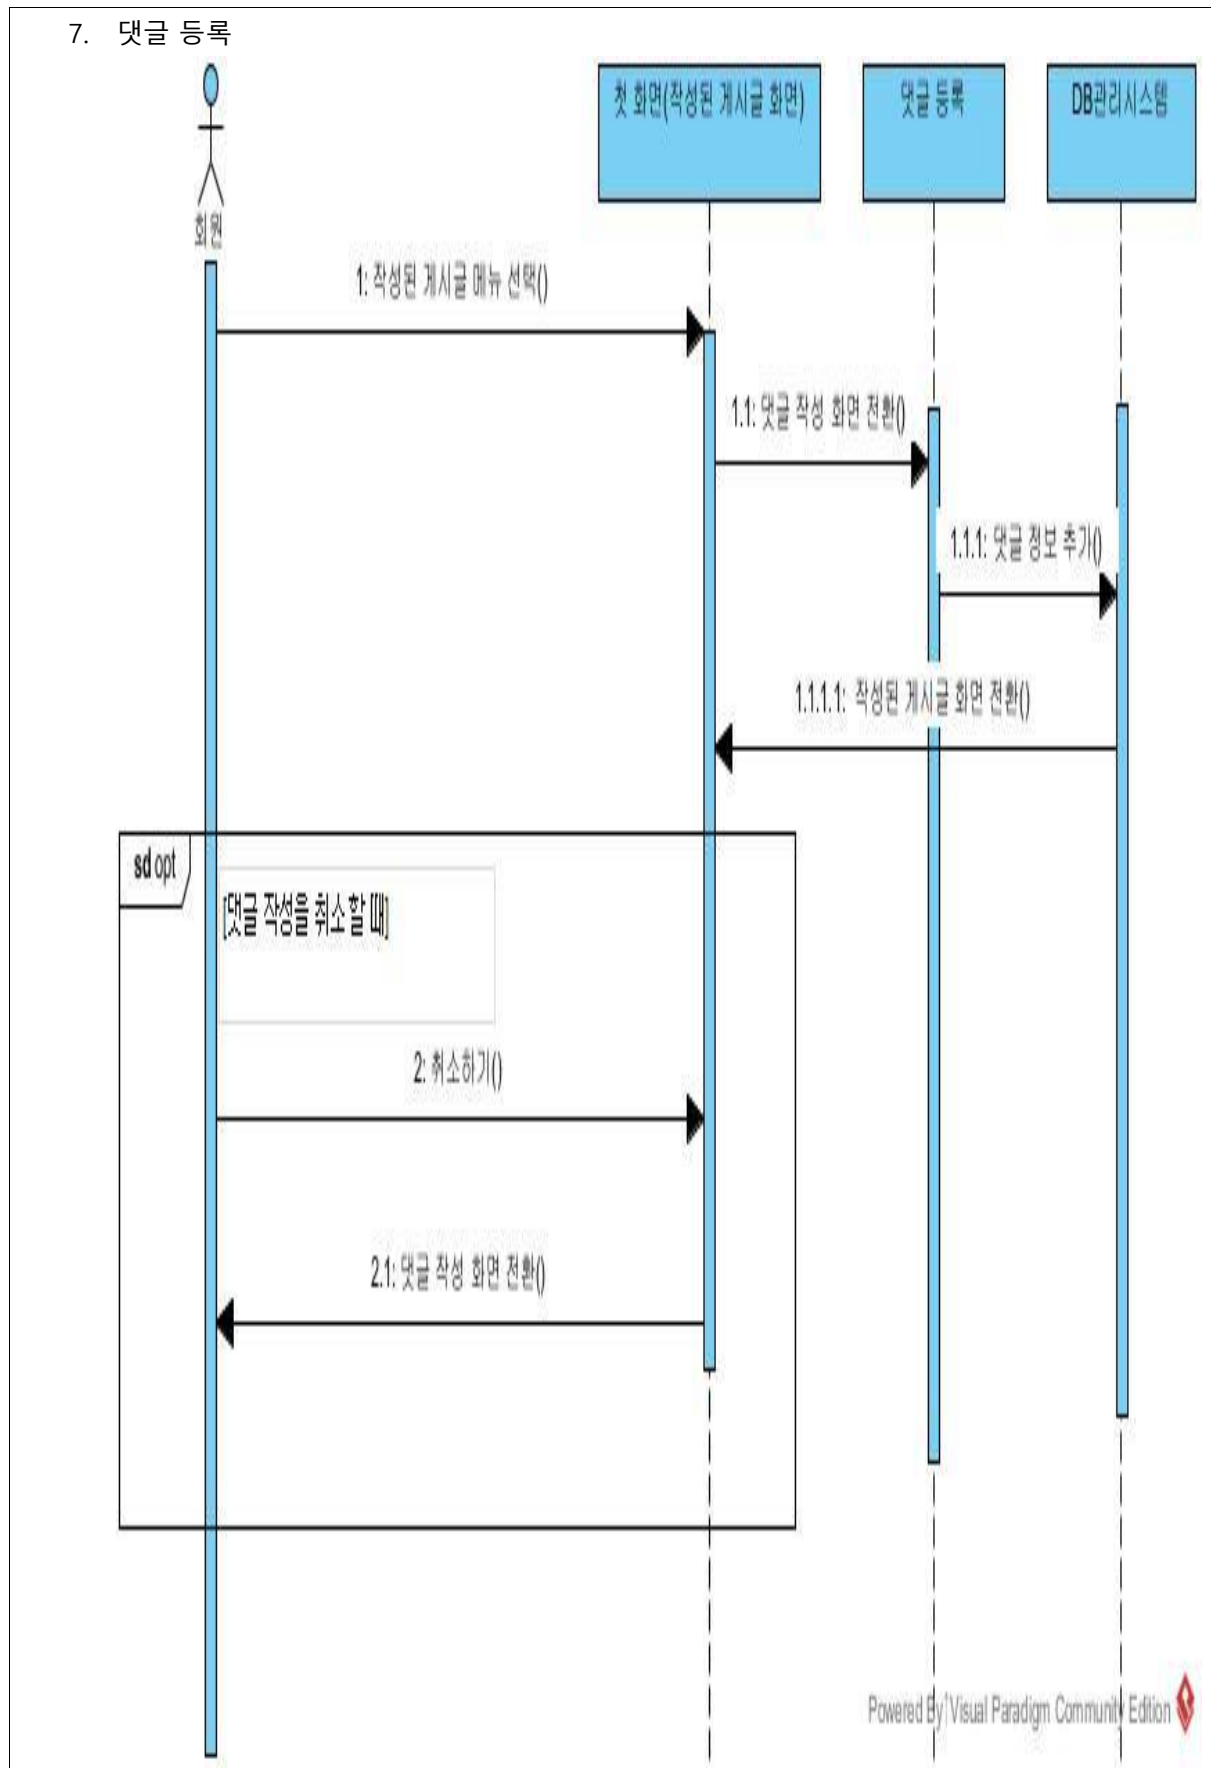 7. 댓글 등록
첫 화면(작성된 게시글 화면)
댓글 등록
DB관리시스템
회원
1: 작성된 게시글 메뉴 선택()
1.1: 댓글 작성 화면 전환()
1.1.1: 댓글 정보 추가()
1.1.1.1: 작성된 게시글 화면 전환()
sd opt
[댓글 작성을 취소할 때]
2: 취소하기()
2.1: 댓글 작성 화면 전환()
Powered By Visual Paradigm Community Edition